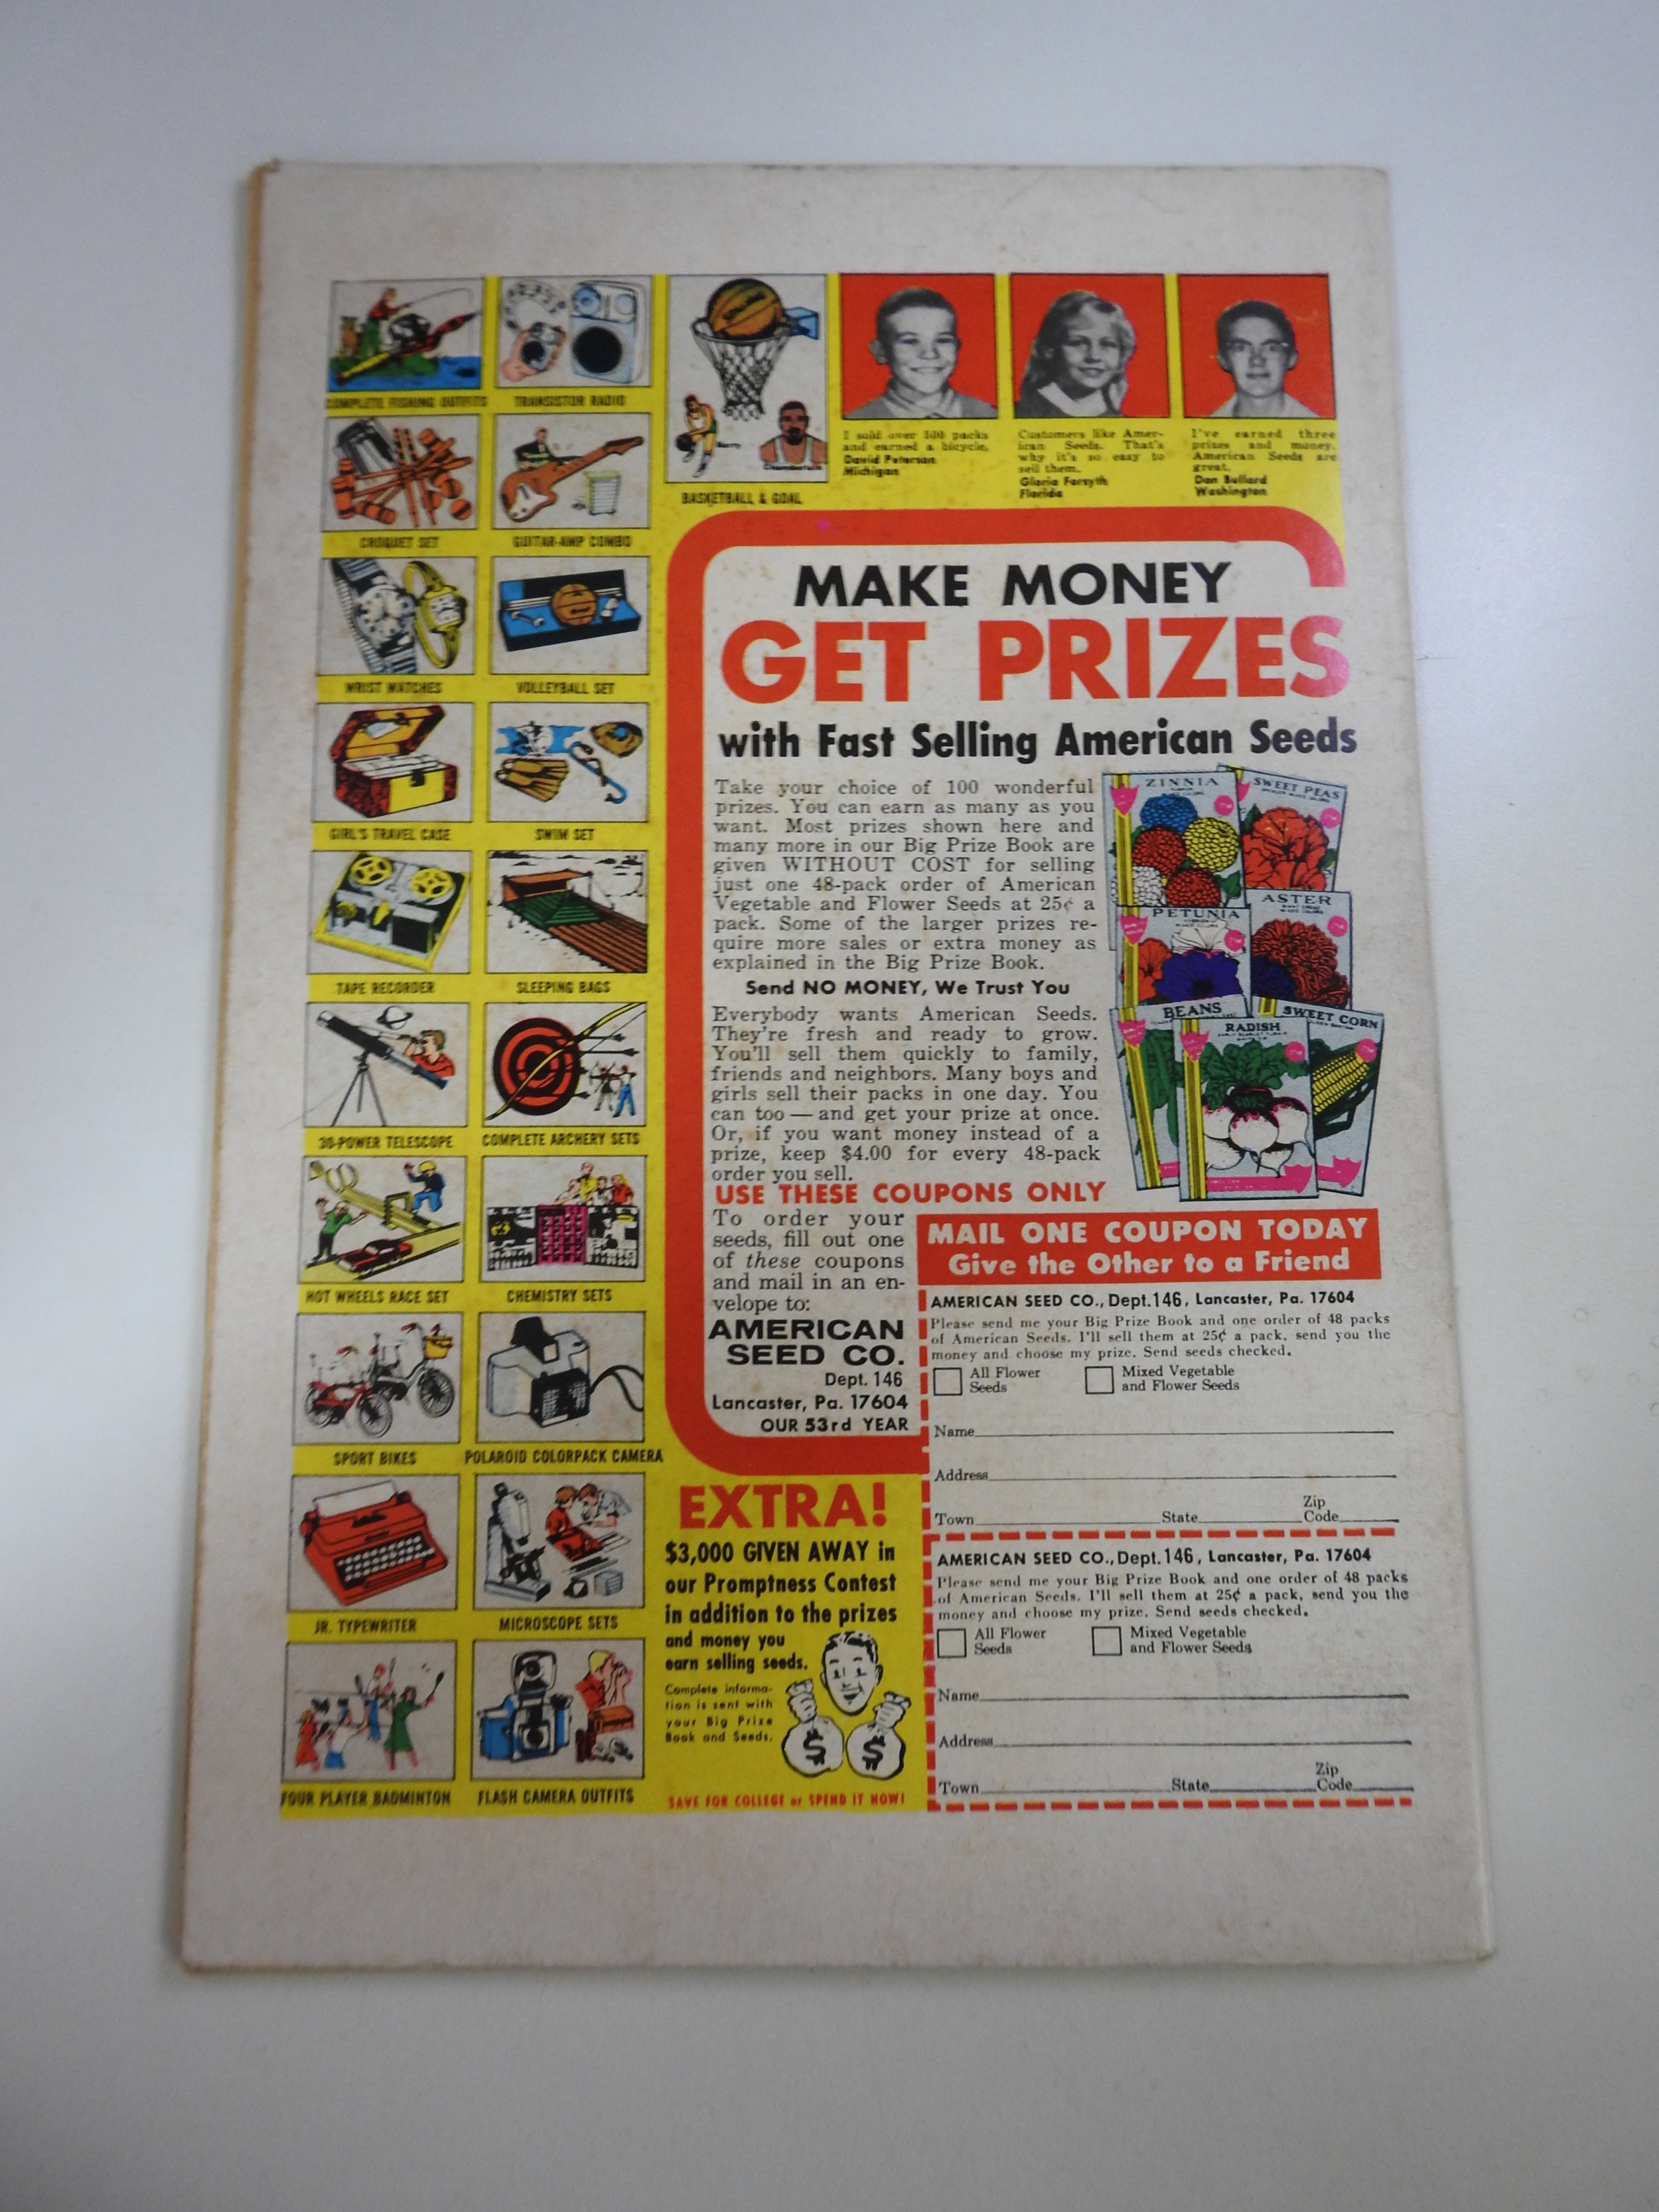 COMPLETE FISHING OUTFITS
TRANSISTOR RADIO
Barry
Chamberlain
BASKETBALL & GOAL
I sold over 100 packs
and earned a bicycle.
David Peterson
Michigan
Customers like Amer-
ican Seeds. That's
why it's so easy to
sell them.
Gloria Forsyth
Florida
I've earned three
prizes and money.
American Seeds are
great.
Don Bullard
Washington
CROQUET SET
GUITAR-AMP COMBO
WRIST WATCHES
VOLLEYBALL SET
GIRL'S TRAVEL CASE
SWIM SET
TAPE RECORDER
SLEEPING BAGS
30-POWER TELESCOPE
COMPLETE ARCHERY SETS
HOT WHEELS RACE SET
CHEMISTRY SETS
SPORT BIKES
POLAROID COLORPACK CAMERA
JR. TYPEWRITER
MICROSCOPE SETS
FOUR PLAYER BADMINTON
FLASH CAMERA OUTFITS
MAKE MONEY
GET PRIZES
with Fast Selling American Seeds
Take your choice of 100 wonderful
prizes. You can earn as many as you
want. Most prizes shown here and
many more in our Big Prize Book are
given WITHOUT COST for selling
just one 48-pack order of American
Vegetable and Flower Seeds at 25¢ a
pack. Some of the larger prizes re-
quire more sales or extra money as
explained in the Big Prize Book.
Send NO MONEY, We Trust You
Everybody wants American Seeds.
They're fresh and ready to grow.
You'll sell them quickly to family,
friends and neighbors. Many boys and
girls sell their packs in one day. You
can too — and get your prize at once.
Or, if you want money instead of a
prize, keep $4.00 for every 48-pack
order you sell.
ZINNIA
SWEET PEAS
PETUNIA
ASTER
BEANS
RADISH
SWEET CORN
USE THESE COUPONS ONLY
To order your
seeds, fill out one
of these coupons
and mail in an en-
velope to:
AMERICAN
SEED CO.
Dept. 146
Lancaster, Pa. 17604
OUR 53rd YEAR
MAIL ONE COUPON TODAY
Give the Other to a Friend
AMERICAN SEED CO., Dept. 146, Lancaster, Pa. 17604
Please send me your Big Prize Book and one order of 48 packs
of American Seeds. I'll sell them at 25¢ a pack, send you the
money and choose my prize. Send seeds checked.
All Flower
Seeds
Mixed Vegetable
and Flower Seeds
Name
Address
Town State Zip Code
AMERICAN SEED CO., Dept. 146, Lancaster, Pa. 17604
Please send me your Big Prize Book and one order of 48 packs
of American Seeds. I'll sell them at 25¢ a pack, send you the
money and choose my prize. Send seeds checked.
All Flower
Seeds
Mixed Vegetable
and Flower Seeds
Name
Address
Town State Zip Code
EXTRA!
$3,000 GIVEN AWAY in
our Promptness Contest
in addition to the prizes
and money you
earn selling seeds.
Complete informa-
tion is sent with
your Big Prize
Book and Seeds.
$ $
SAVE FOR COLLEGE or SPEND IT NOW!